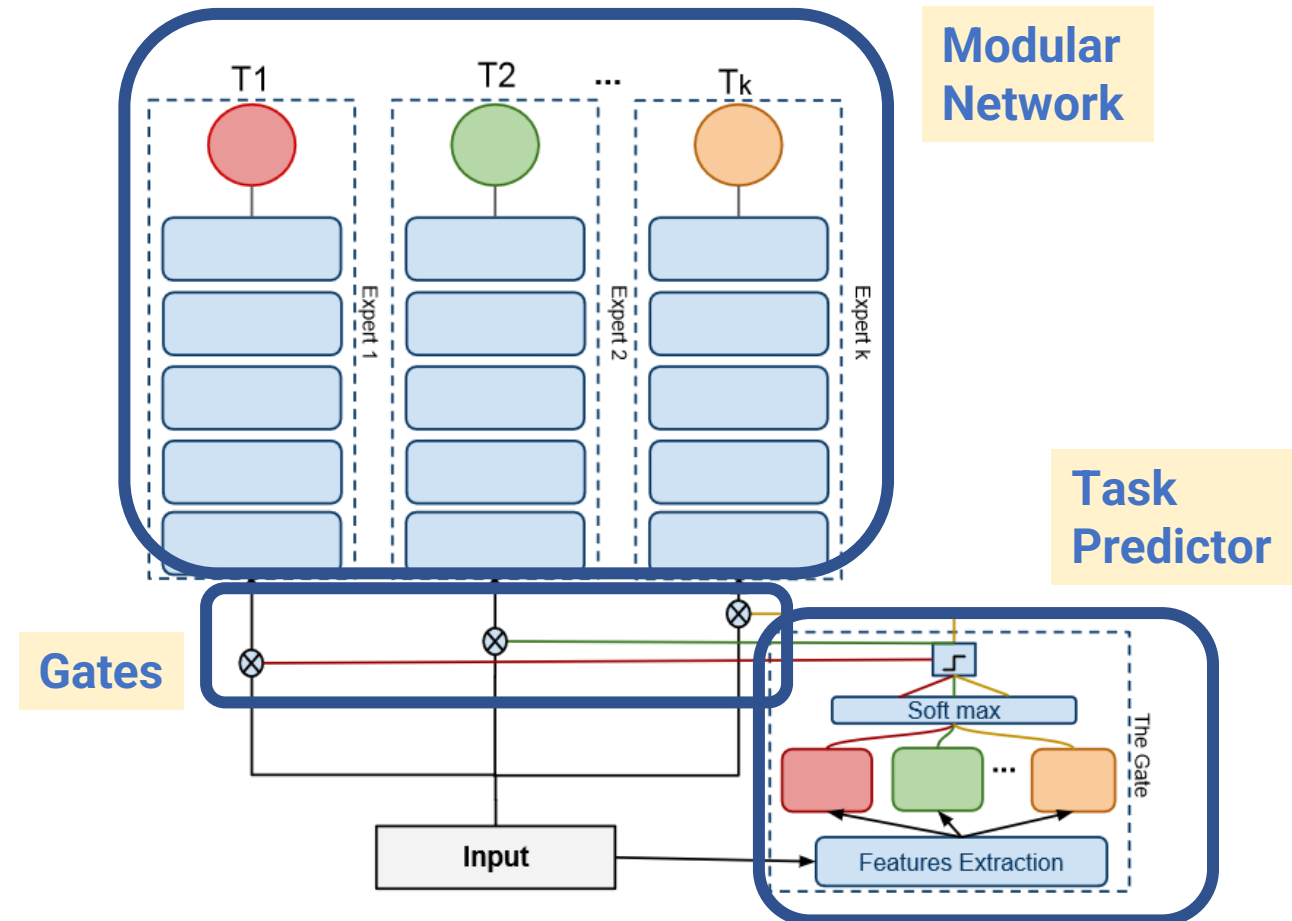 Modular
Network
T1
T2
...
Tk
Expert 1
Expert 2
Expert k
Task
Predictor
Gates
Soft max
...
The Gate
Input
Features Extraction